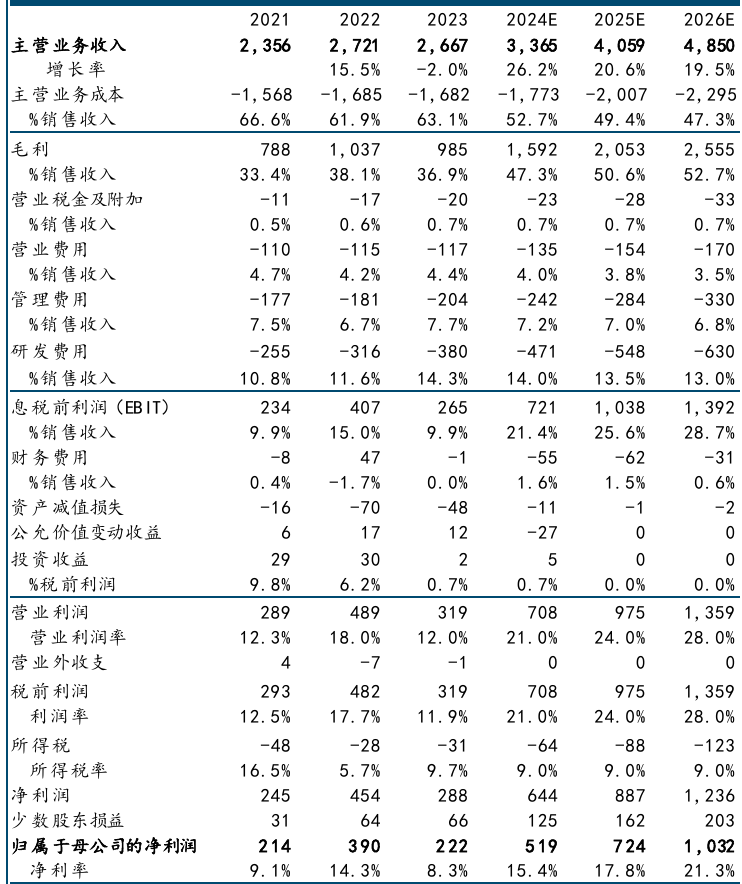 2021 2022 2023 2024E 2025E 2026E
主营业务收入 2,356 2,721 2,667 3,365 4,059 4,850
增长率 15.5% -2.0% 26.2% 20.6% 19.5%
主营业务成本 -1,568 -1,685 -1,682 -1,773 -2,007 -2,295
%销售收入 66.6% 61.9% 63.1% 52.7% 49.4% 47.3%
毛利 788 1,037 985 1,592 2,053 2,555
%销售收入 33.4% 38.1% 36.9% 47.3% 50.6% 52.7%
营业税金及附加 -11 -17 -20 -23 -28 -33
%销售收入 0.5% 0.6% 0.7% 0.7% 0.7% 0.7%
营业费用 -110 -115 -117 -135 -154 -170
%销售收入 4.7% 4.2% 4.4% 4.0% 3.8% 3.5%
管理费用 -177 -181 -204 -242 -284 -330
%销售收入 7.5% 6.7% 7.7% 7.2% 7.0% 6.8%
研发费用 -255 -316 -380 -471 -548 -630
%销售收入 10.8% 11.6% 14.3% 14.0% 13.5% 13.0%
息税前利润（EBIT） 234 407 265 721 1,038 1,392
%销售收入 9.9% 15.0% 9.9% 21.4% 25.6% 28.7%
财务费用 -8 47 -1 -55 -62 -31
%销售收入 0.4% -1.7% 0.0% 1.6% 1.5% 0.6%
资产减值损失 -16 -70 -48 -11 -1 -2
公允价值变动收益 6 17 12 -27 0 0
投资收益 29 30 2 5 0 0
%税前利润 9.8% 6.2% 0.7% 0.7% 0.0% 0.0%
营业利润 289 489 319 708 975 1,359
营业利润率 12.3% 18.0% 12.0% 21.0% 24.0% 28.0%
营业外收支 4 -7 -1 0 0 0
税前利润 293 482 319 708 975 1,359
利润率 12.5% 17.7% 11.9% 21.0% 24.0% 28.0%
所得税 -48 -28 -31 -64 -88 -123
所得税率 16.5% 5.7% 9.7% 9.0% 9.0% 9.0%
净利润 245 454 288 644 887 1,236
少数股东损益 31 64 66 125 162 203
归属于母公司的净利润 214 390 222 519 724 1,032
净利率 9.1% 14.3% 8.3% 15.4% 17.8% 21.3%